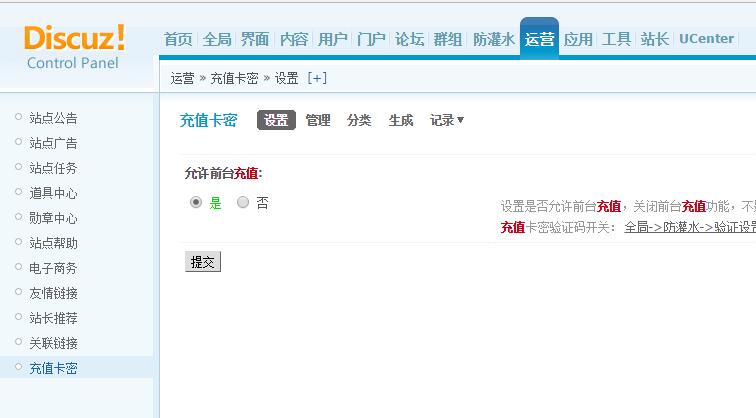 Discuz!
Control Panel
首页 全局 界面 内容 用户 门户 论坛 群组 防灌水 运营 应用 工具 站长 UCenter
运营 » 充值卡密 » 设置 [+]
站点公告
站点广告
站点任务
道具中心
勋章中心
站点帮助
电子商务
友情链接
站长推荐
关联链接
充值卡密
充值卡密 设置 管理 分类 生成 记录▼
允许前台充值:
是 否
设置是否允许前台充值，关闭前台充值功能，不
充值卡密验证码开关： 全局->防灌水->验证设
提交